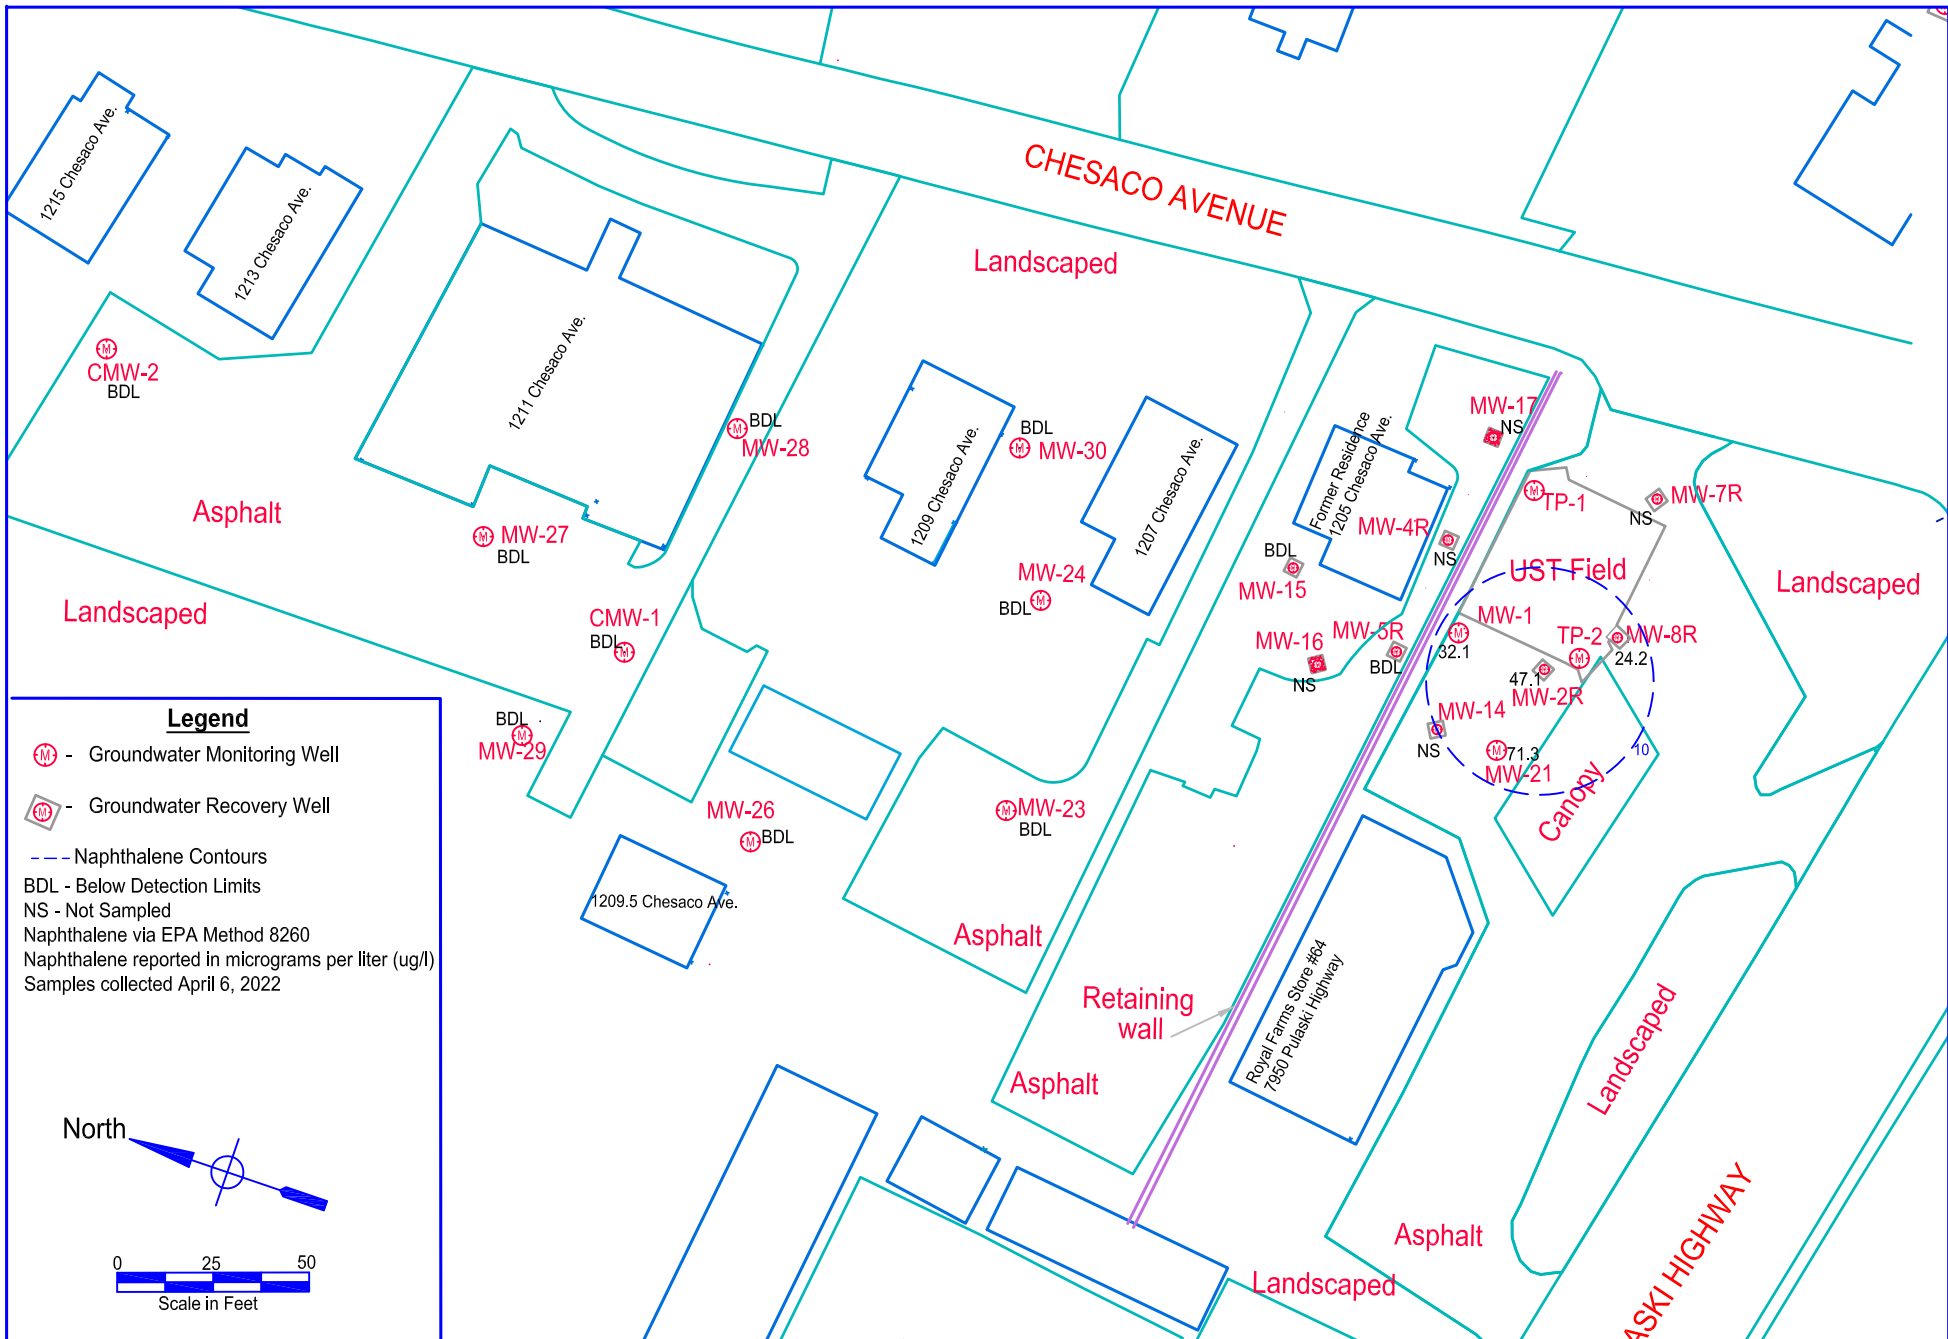 CHESACO AVENUE
1215 Chesaco Ave.
1213 Chesaco Ave.
1211 Chesaco Ave.
Landscaped
CMW-2
BDL
BDL
MW-28
BDL
MW-30
1209 Chesaco Ave.
1207 Chesaco Ave.
Former Residence
1205 Chesaco Ave.
MW-17
NS
MW-4R
NS
TP-1
MW-7R
NS
Asphalt
MW-27
BDL
BDL
MW-15
MW-24
BDL
UST Field
Landscaped
Landscaped
CMW-1
BDL
MW-16
NS
MW-5R
BDL
MW-1
32.1
TP-2
MW-8R
24.2
47.1
MW-2R
MW-14
NS
71.3
MW-21
10
Canopy
BDL
MW-29
MW-26
BDL
MW-23
BDL
1209.5 Chesaco Ave.
Asphalt
Retaining
wall
Asphalt
Royal Farms Store #64
7950 Pulaski Highway
Landscaped
Asphalt
Landscaped
ASKI HIGHWAY
Legend
M - Groundwater Monitoring Well
M - Groundwater Recovery Well
Naphthalene Contours
BDL - Below Detection Limits
NS - Not Sampled
Naphthalene via EPA Method 8260
Naphthalene reported in micrograms per liter (ug/l)
Samples collected April 6, 2022
North
0 25 50
Scale in Feet